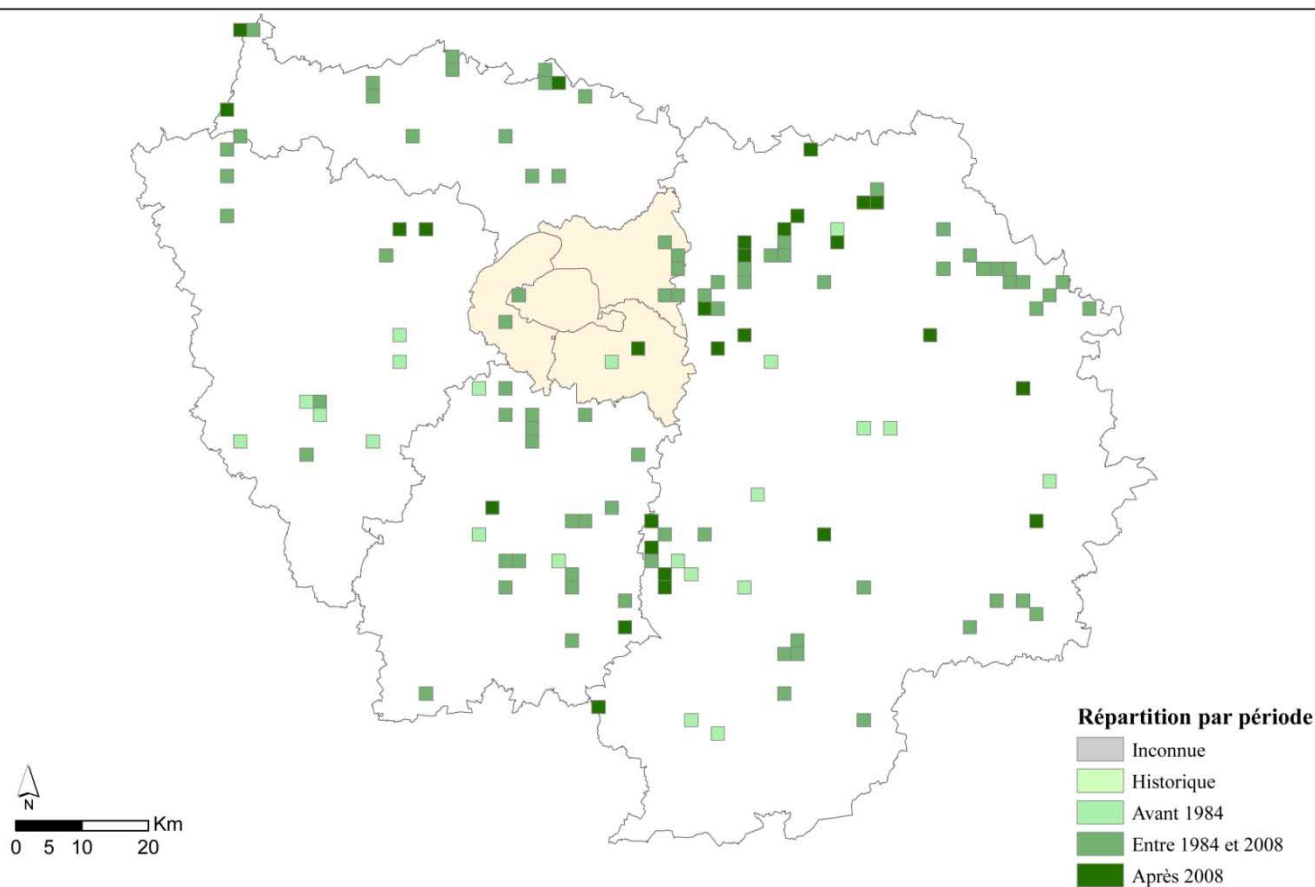 Répartition par période
Inconnue
Historique
Avant 1984
Entre 1984 et 2008
Après 2008
N
Km
0 5 10 20